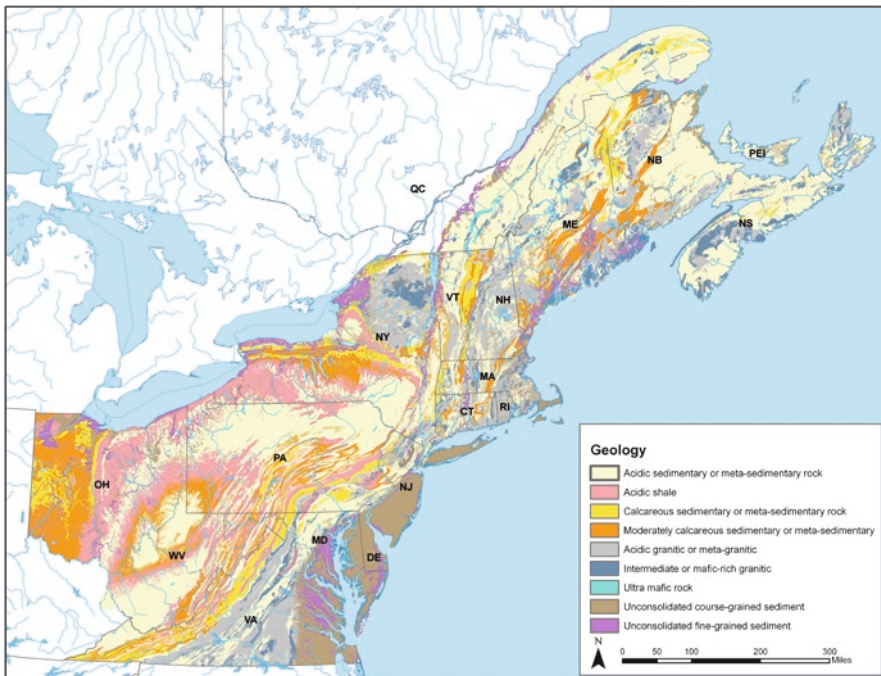 QC
PEI
NB
ME
NS
VT
NH
NY
MA
CT
RI
PA
NJ
OH
MD
DE
WV
VA
Geology
Acidic sedimentary or meta-sedimentary rock
Acidic shale
Calcareous sedimentary or meta-sedimentary rock
Moderately calcareous sedimentary or meta-sedimentary
Acidic granitic or meta-granitic
Intermediate or mafic-rich granitic
Ultra mafic rock
Unconsolidated course-grained sediment
Unconsolidated fine-grained sediment
N
0 50 100 200 300
Miles